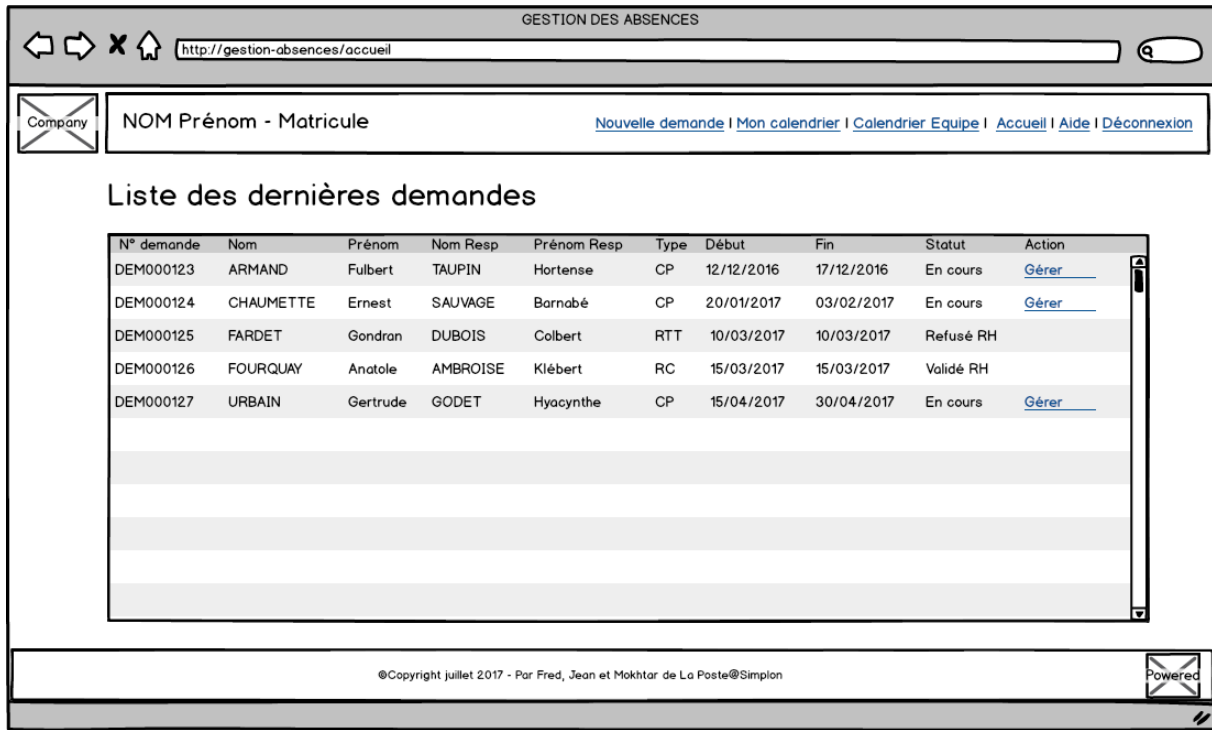 GESTION DES ABSENCES
http://gestion-absences/accueil
Company
NOM Prénom - Matricule
Nouvelle demande | Mon calendrier | Calendrier Equipe | Accueil | Aide | Déconnexion
Liste des dernières demandes
N° demande Nom Prénom Nom Resp Prénom Resp Type Début Fin Statut Action
DEM000123 ARMAND Fulbert TAUPIN Hortense CP 12/12/2016 17/12/2016 En cours Gérer
DEM000124 CHAUMETTE Ernest SAUVAGE Barnabé CP 20/01/2017 03/02/2017 En cours Gérer
DEM000125 FARDET Gondran DUBOIS Colbert RTT 10/03/2017 10/03/2017 Refusé RH
DEM000126 FOURQUAY Anatole AMBROISE Klébert RC 15/03/2017 15/03/2017 Validé RH
DEM000127 URBAIN Gertrude GODET Hyacynthe CP 15/04/2017 30/04/2017 En cours Gérer
©Copyright juillet 2017 - Par Fred, Jean et Mokhtar de La Poste@Simplon
Powered